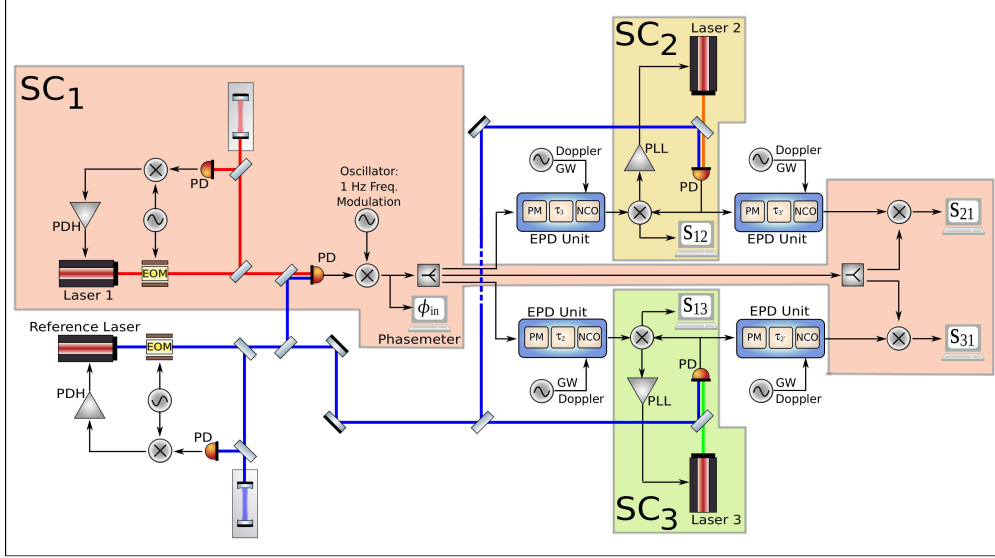 SC1
PD
PDH
EOM
Laser 1
Oscillator:
1 Hz Freq.
Modulation
PD
ϕin
Phasemeter
Reference Laser
EOM
PDH
PD
SC2
Laser 2
PLL
PD
S12
Doppler
GW
PM τ3 NCO
EPD Unit
Doppler
GW
PM τ3' NCO
EPD Unit
S21
EPD Unit
PM τ2 NCO
GW
Doppler
S13
PD
PLL
SC3
Laser 3
EPD Unit
PM τ2' NCO
GW
Doppler
S31